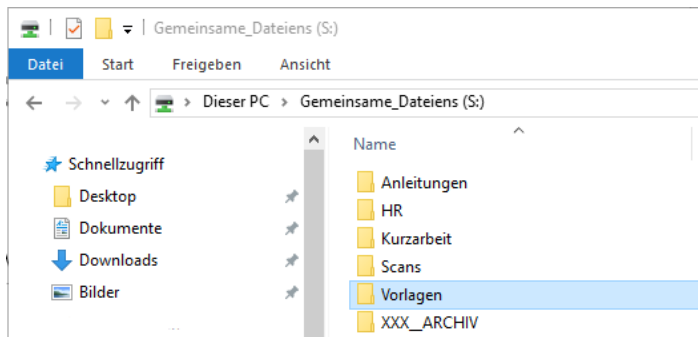 Gemeinsame_Dateiens (S:)
Datei Start Freigeben Ansicht
Dieser PC > Gemeinsame_Dateiens (S:)
Schnellzugriff
Desktop
Dokumente
Downloads
Bilder
Name
Anleitungen
HR
Kurzarbeit
Scans
Vorlagen
XXX__ARCHIV